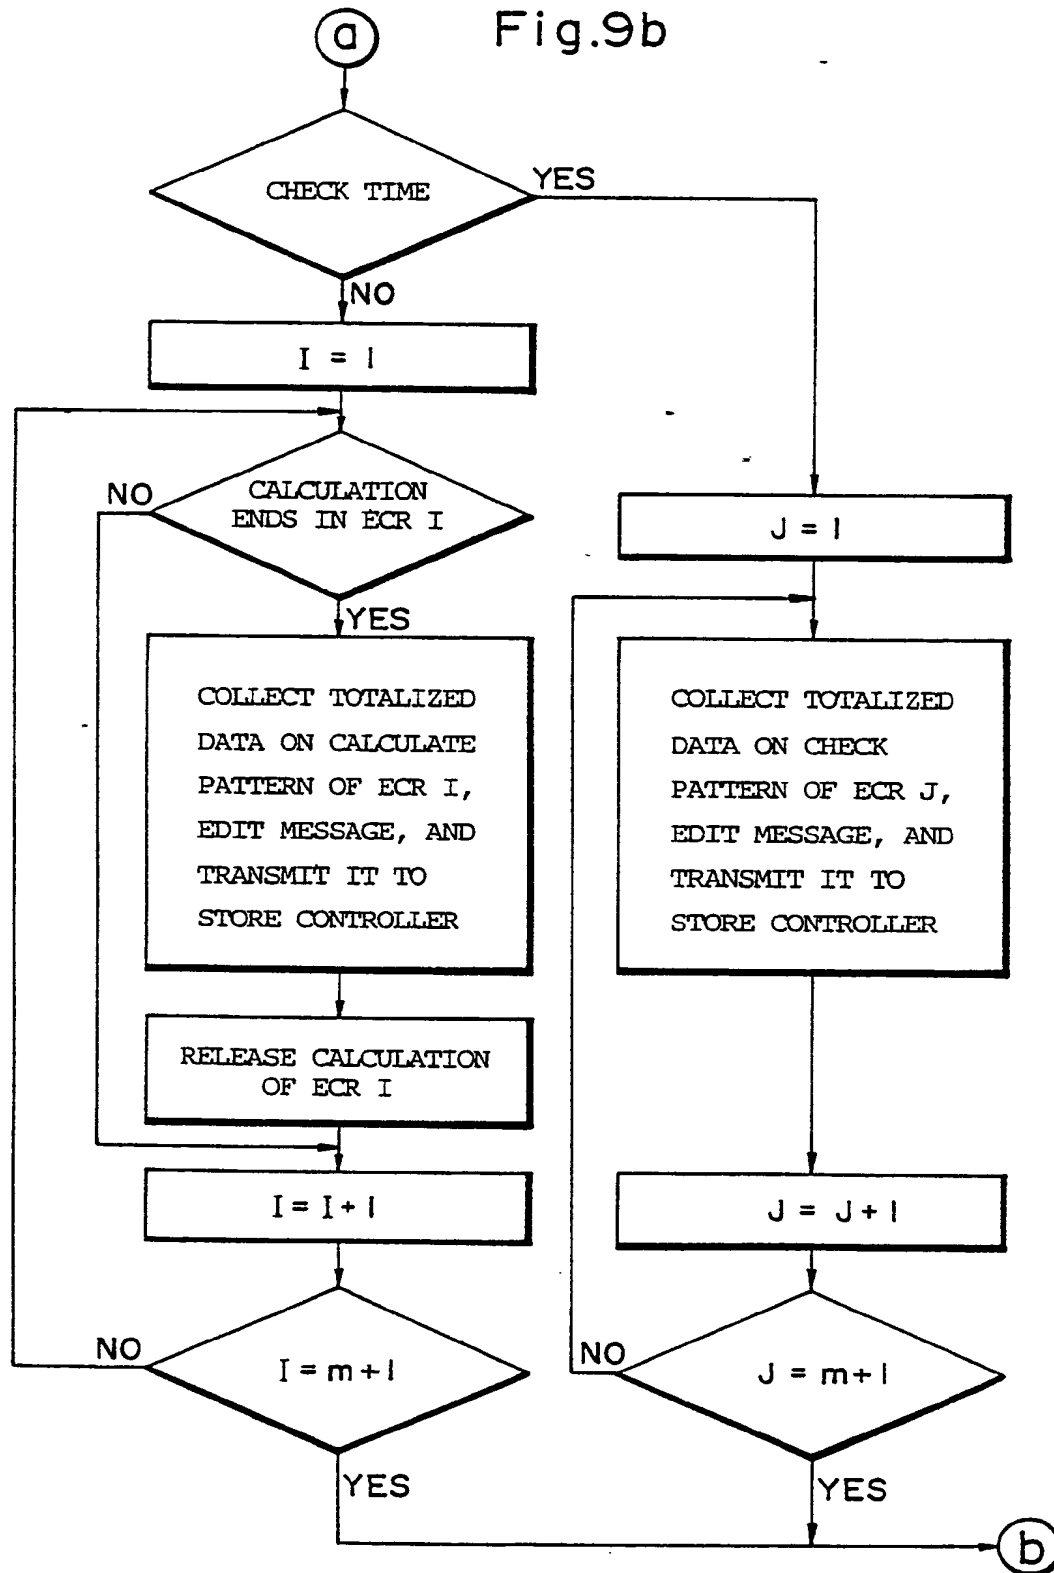 Fig.9b
a
CHECK TIME
YES
NO
I = 1
NO
CALCULATION
ENDS IN ECR I
YES
COLLECT TOTALIZED
DATA ON CALCULATE
PATTERN OF ECR I,
EDIT MESSAGE, AND
TRANSMIT IT TO
STORE CONTROLLER
RELEASE CALCULATION
OF ECR I
I = I + 1
NO
I = m + 1
YES
J = 1
COLLECT TOTALIZED
DATA ON CHECK
PATTERN OF ECR J,
EDIT MESSAGE, AND
TRANSMIT IT TO
STORE CONTROLLER
J = J + 1
NO
J = m + 1
YES
b